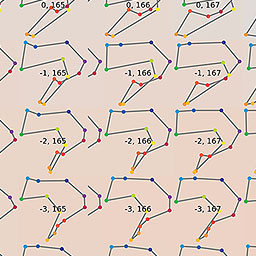 0, 165 0, 166 0, 167
-1, 165 -1, 166 -1, 167
-2, 165 -2, 166 -2, 167
-3, 165 -3, 166 -3, 167